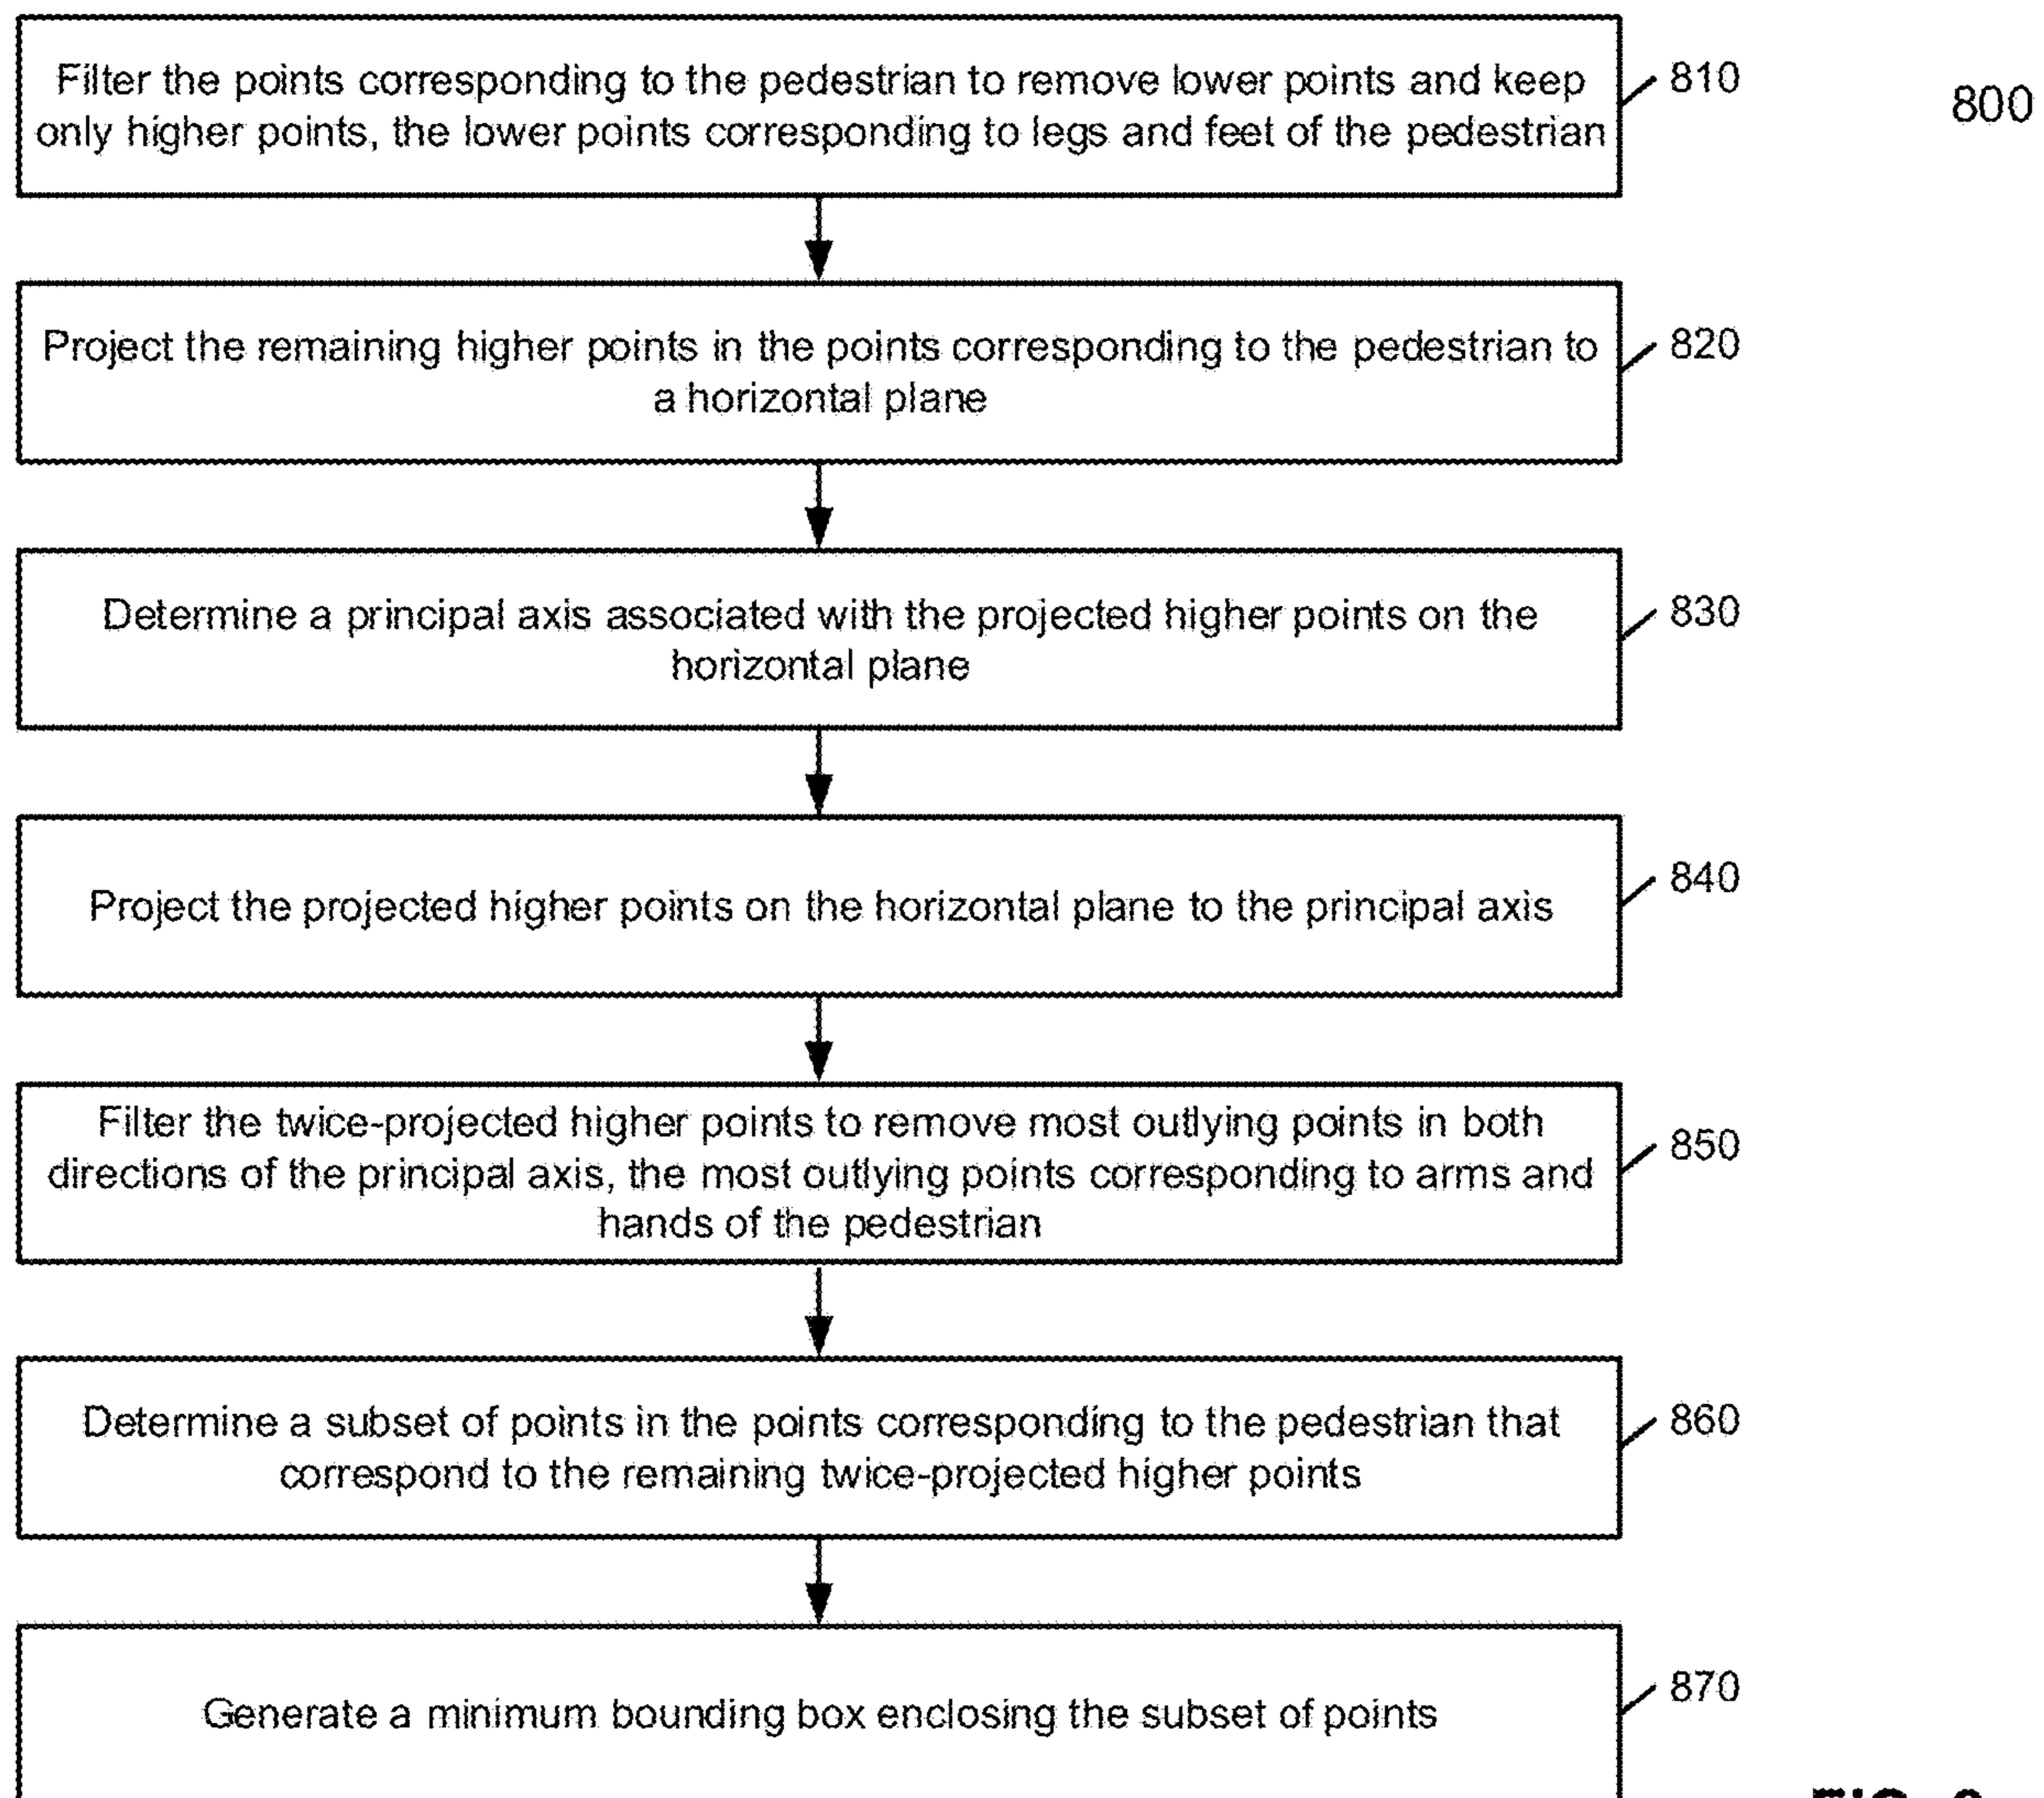 Filter the points corresponding to the pedestrian to remove lower points and keep
only higher points, the lower points corresponding to legs and feet of the pedestrian
810
800
Project the remaining higher points in the points corresponding to the pedestrian to
a horizontal plane
820
Determine a principal axis associated with the projected higher points on the
horizontal plane
830
Project the projected higher points on the horizontal plane to the principal axis
840
Filter the twice-projected higher points to remove most outlying points in both
directions of the principal axis, the most outlying points corresponding to arms and
hands of the pedestrian
850
Determine a subset of points in the points corresponding to the pedestrian that
correspond to the remaining twice-projected higher points
860
Generate a minimum bounding box enclosing the subset of points
870